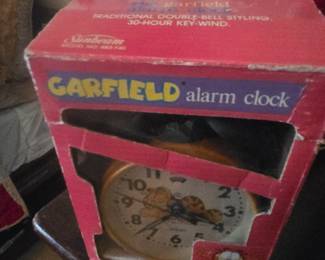 garfield
TRADITIONAL DOUBLE-BELL STYLING.
30-HOUR KEY-WIND.
Sunbeam
GARFIELD alarm clock
12
1
2
3
4
5
6
7
8
9
10
11